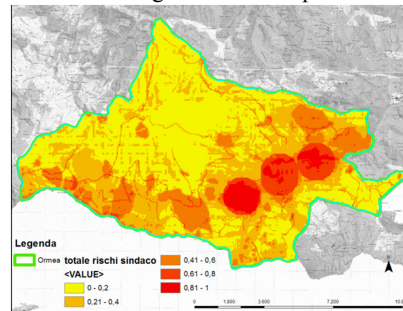 Legenda
Ormea totale rischi sindaco
<VALUE>
0 - 0,2
0,21 - 0,4
0,41 - 0,6
0,61 - 0,8
0,81 - 1
N
0 1.800 3.600 7.200